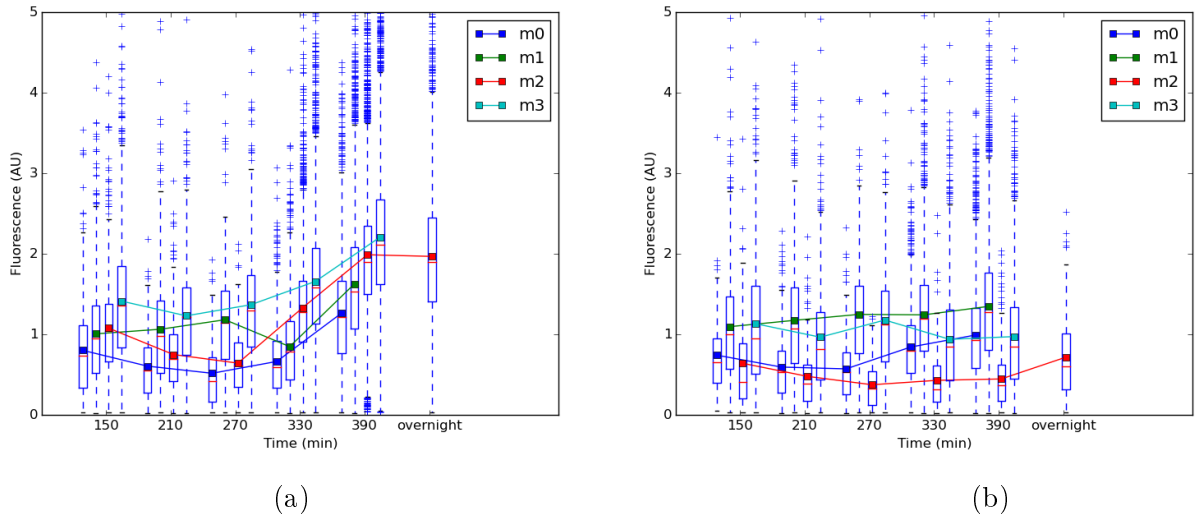 5
4
3
2
1
0
Fluorescence (AU)
150 210 270 330 390 overnight
Time (min)
m0
m1
m2
m3
(a)
5
4
3
2
1
0
Fluorescence (AU)
150 210 270 330 390 overnight
Time (min)
m0
m1
m2
m3
(b)